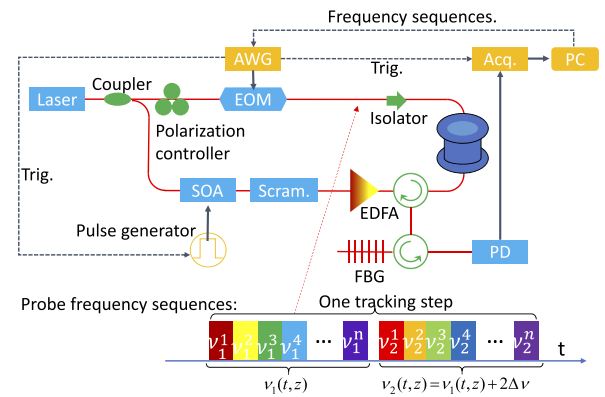 Frequency sequences.
AWG
Trig.
Acq.
PC
Coupler
Laser
EOM
Isolator
Polarization
controller
Trig.
SOA
Scram.
EDFA
Pulse generator
FBG
PD
Probe frequency sequences:
One tracking step
ν₁¹ ν₁² ν₁³ ν₁⁴ ··· ν₁ⁿ ν₂¹ ν₂² ν₂³ ν₂⁴ ··· ν₂ⁿ
t
ν₁(t,z)
ν₂(t,z)=ν₁(t,z)+2Δν